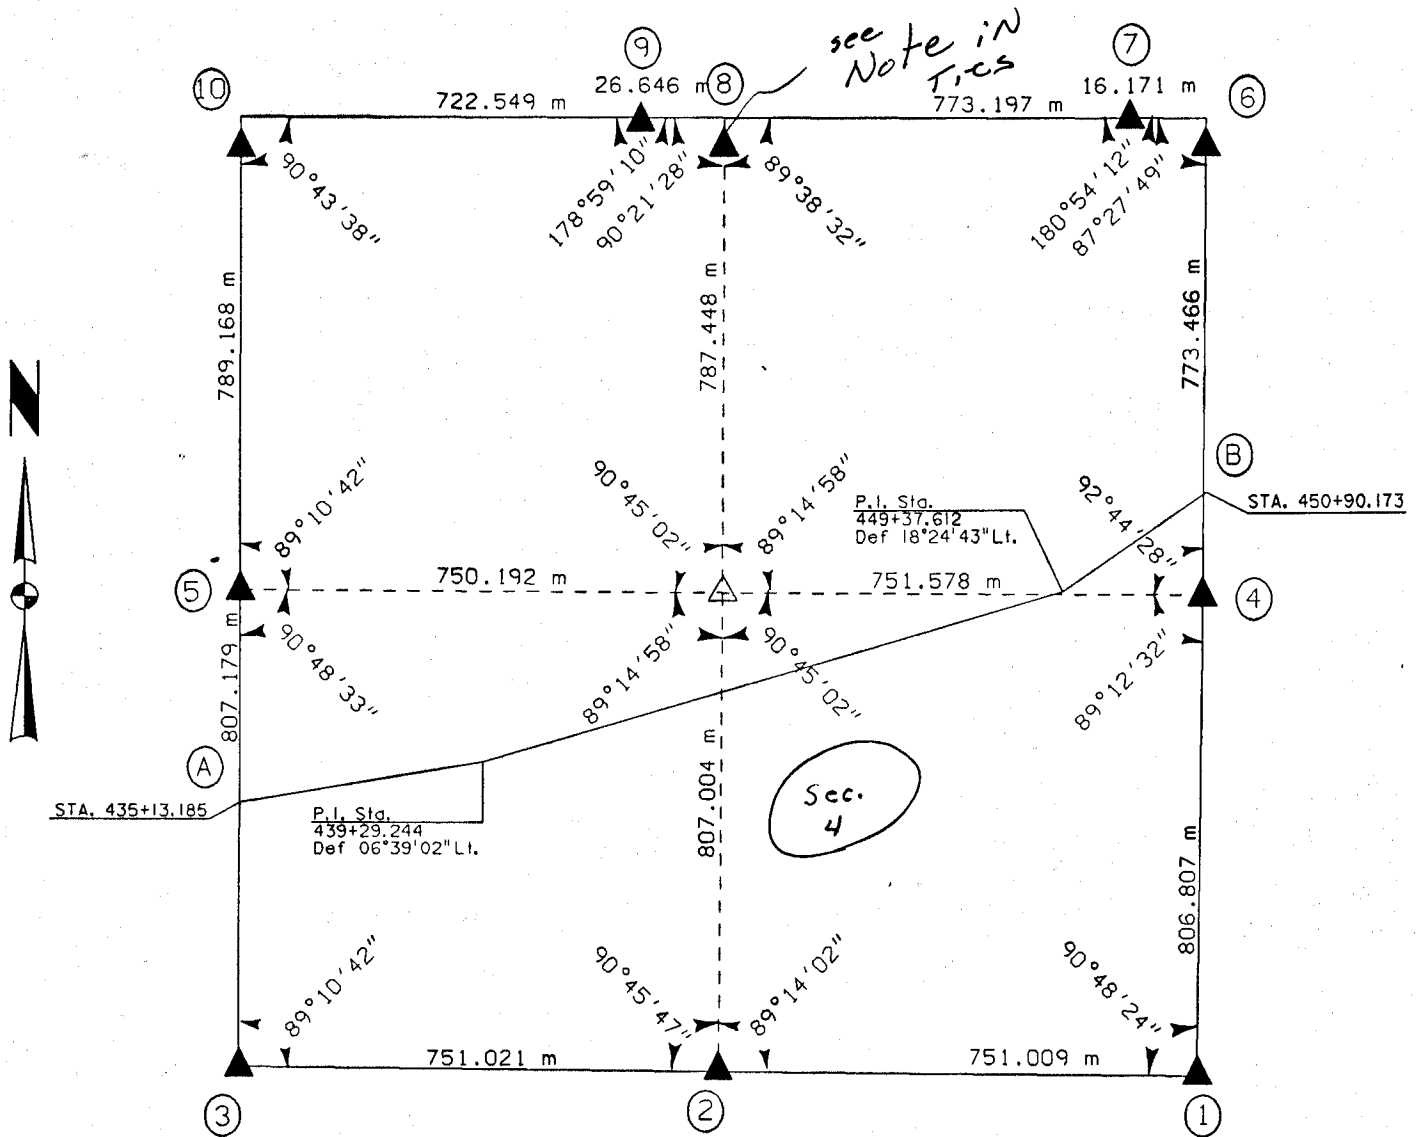 see
Note in
Ties
9
7
10
26.646 m
8
16.171 m
6
722.549 m
773.197 m
90°43'38"
178°59'10"
90°21'28"
89°38'32"
180°54'12"
87°27'49"
789.168 m
787.448 m
773.466 m
N
B
89°10'42"
90°45'02"
89°14'58"
P.I. Sta.
449+37.612
Def 18°24'43"Lt.
92°44'28"
STA. 450+90.173
5
750.192 m
751.578 m
4
807.179 m
90°48'33"
89°14'58"
90°45'02"
89°12'32"
A
STA. 435+13.185
P.I. Sta.
439+29.244
Def 06°39'02"Lt.
807.004 m
Sec.
4
806.807 m
89°10'42"
90°45'47"
89°14'02"
90°48'24"
751.021 m
751.009 m
3
2
1